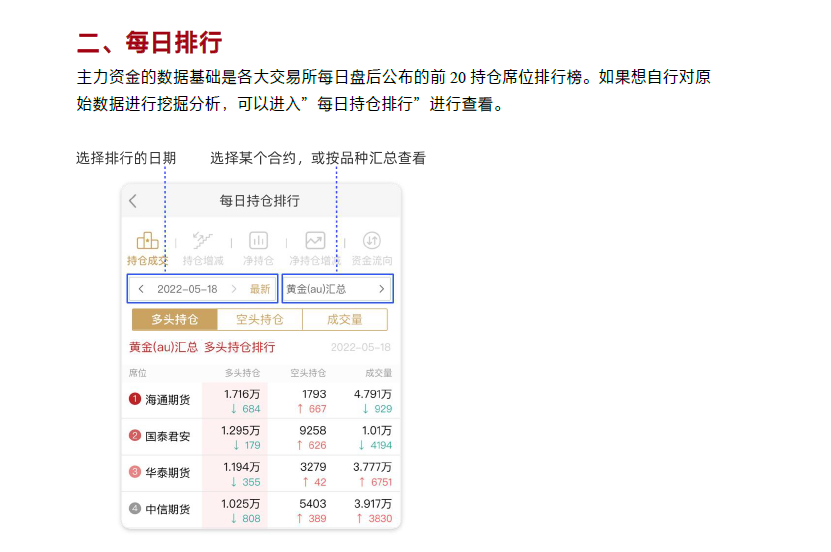 二、每日排行
主力资金的数据基础是各大交易所每日盘后公布的前 20 持仓席位排行榜。如果想自行对原
始数据进行挖掘分析，可以进入”每日持仓排行”进行查看。
选择排行的日期 选择某个合约，或按品种汇总查看
每日持仓排行
持仓成交 持仓增减 净持仓 净持仓增减 资金流向
2022-05-18 最新 黄金(au)汇总
多头持仓 空头持仓 成交量
黄金(au)汇总 多头持仓排行 2022-05-18
席位 多头持仓 空头持仓 成交量
1 海通期货 1.716万 1793 4.791万
↓ 684 ↑ 667 ↓ 929
2 国泰君安 1.295万 9258 1.01万
↓ 179 ↑ 626 ↓ 4194
3 华泰期货 1.194万 3279 3.777万
↓ 355 ↑ 42 ↑ 6751
4 中信期货 1.025万 5403 3.917万
↓ 808 ↑ 389 ↑ 3830